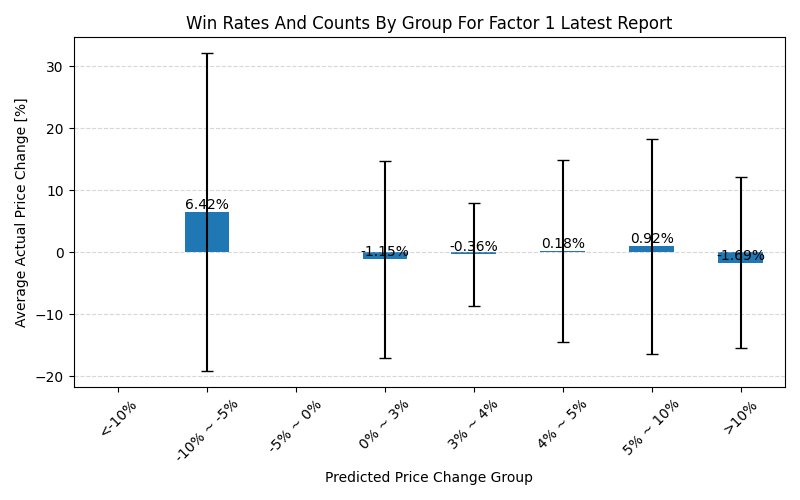 Win Rates And Counts By Group For Factor 1 Latest Report
Average Actual Price Change [%]
30
20
10
0
−10
−20
6.42%
-1.15%
-0.36%
0.18%
0.92%
-1.69%
<-10%
-10% ~ -5%
-5% ~ 0%
0% ~ 3%
3% ~ 4%
4% ~ 5%
5% ~ 10%
>10%
Predicted Price Change Group